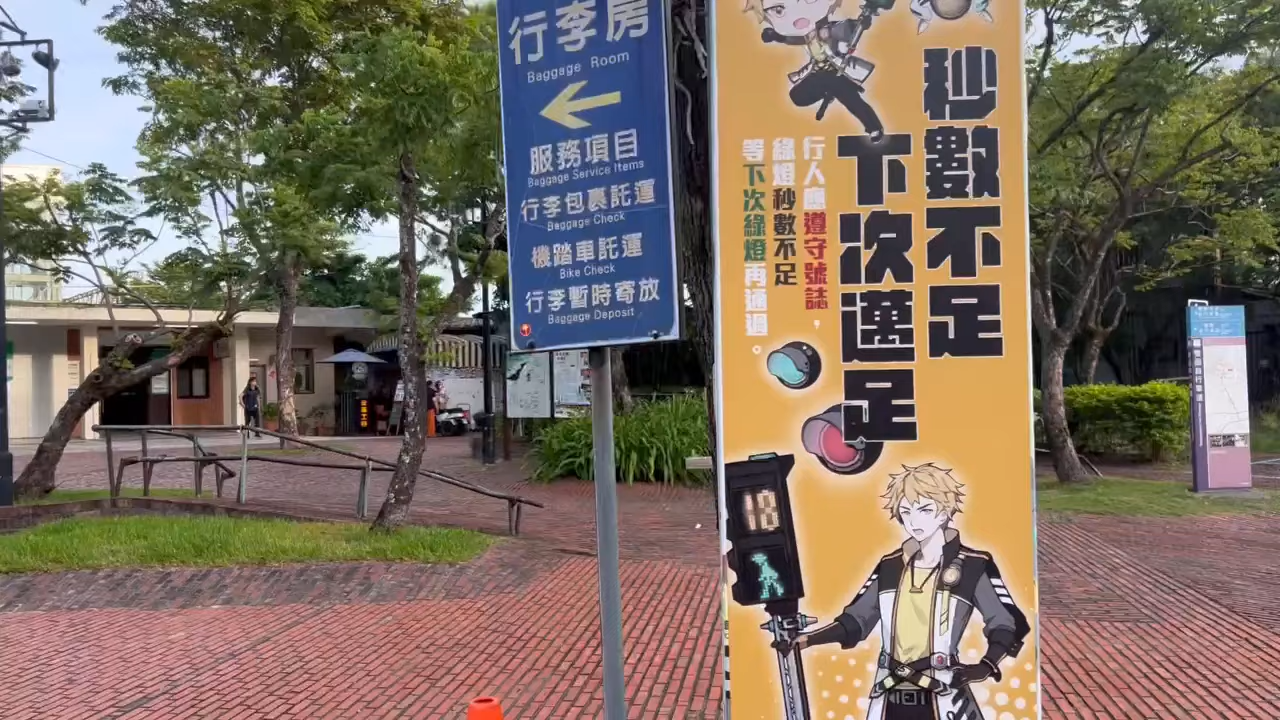 行李房
Baggage Room
服務項目
Baggage Service Items
行李包裹託運
Baggage Check
機踏車託運
Bike Check
行李暫時寄放
Baggage Deposit
秒數不足
下次邁足
行人應遵守號誌，
綠燈秒數不足
等下次綠燈再通過。
18